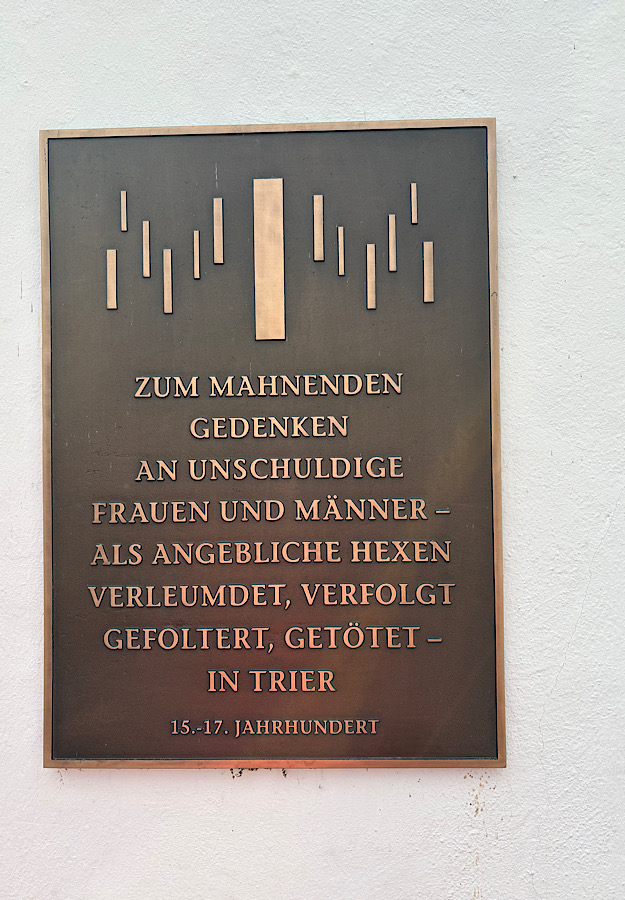 ZUM MAHNENDEN
GEDENKEN
AN UNSCHULDIGE
FRAUEN UND MÄNNER –
ALS ANGEBLICHE HEXEN
VERLEUMDET, VERFOLGT
GEFOLTERT, GETÖTET –
IN TRIER
15.-17. JAHRHUNDERT